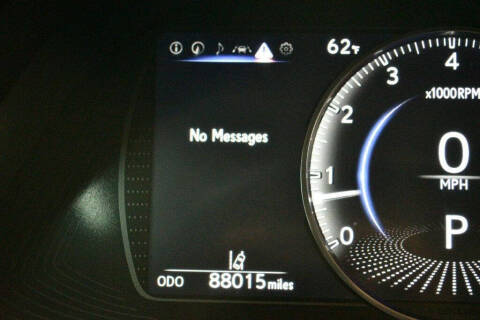 62°F
4
3
x1000RPM
2
No Messages
0
1
MPH
P
0
ODO 88015 miles